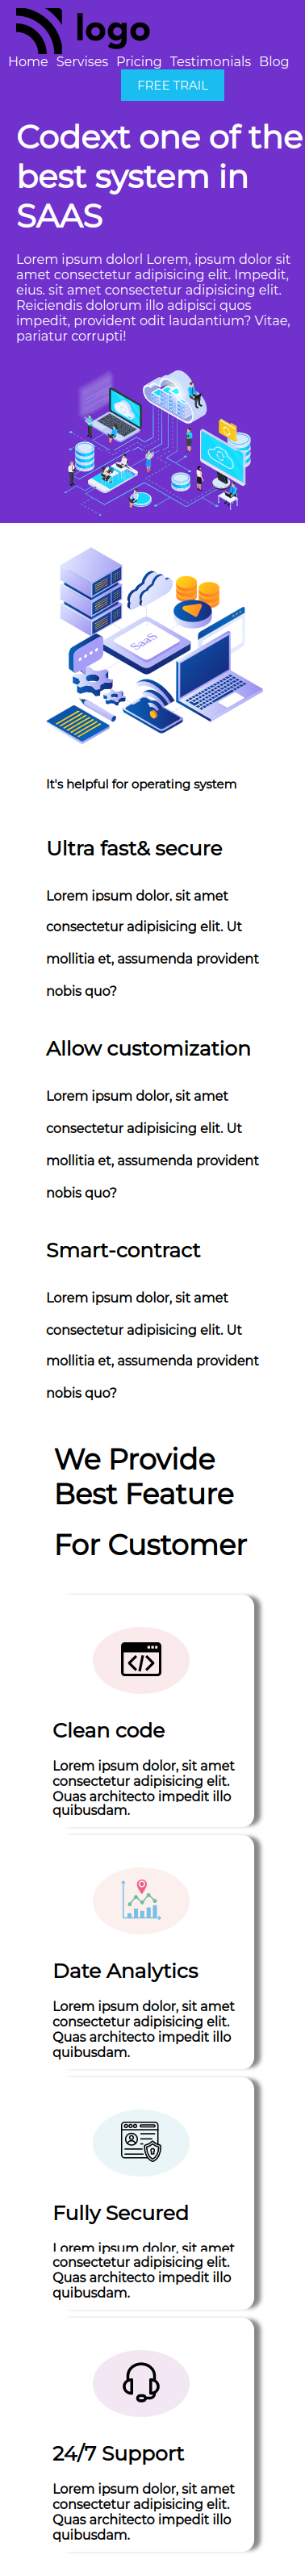 logo
Home Servises Pricing Testimonials Blog
FREE TRAIL
Codext one of the
best system in
SAAS
Lorem ipsum dolorl Lorem, ipsum dolor sit
amet consectetur adipisicing elit. Impedit,
eius. sit amet consectetur adipisicing elit.
Reiciendis dolorum illo adipisci quos
impedit, provident odit laudantium? Vitae,
pariatur corrupti!
SaaS
It's helpful for operating system
Ultra fast& secure
Lorem ipsum dolor, sit amet
consectetur adipisicing elit. Ut
mollitia et, assumenda provident
nobis quo?
Allow customization
Lorem ipsum dolor, sit amet
consectetur adipisicing elit. Ut
mollitia et, assumenda provident
nobis quo?
Smart-contract
Lorem ipsum dolor, sit amet
consectetur adipisicing elit. Ut
mollitia et, assumenda provident
nobis quo?
We Provide
Best Feature
For Customer
Clean code
Lorem ipsum dolor, sit amet
consectetur adipisicing elit.
Quas architecto impedit illo
quibusdam.
Date Analytics
Lorem ipsum dolor, sit amet
consectetur adipisicing elit.
Quas architecto impedit illo
quibusdam.
Fully Secured
Lorem ipsum dolor, sit amet
consectetur adipisicing elit.
Quas architecto impedit illo
quibusdam.
24/7 Support
Lorem ipsum dolor, sit amet
consectetur adipisicing elit.
Quas architecto impedit illo
quibusdam.